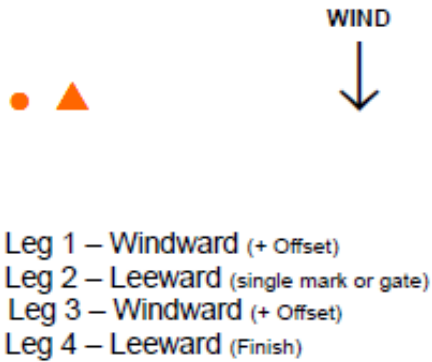 WIND
Leg 1 – Windward (+ Offset)
Leg 2 – Leeward (single mark or gate)
Leg 3 – Windward (+ Offset)
Leg 4 – Leeward (Finish)